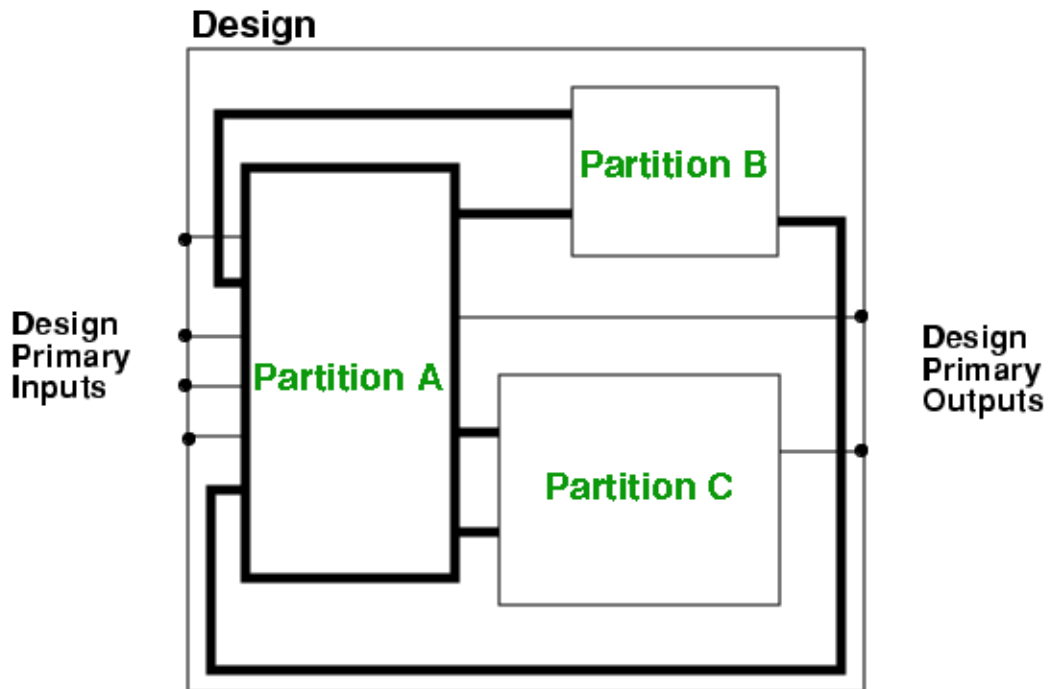 Design
Partition B
Design
Primary
Inputs
Partition A
Design
Primary
Outputs
Partition C